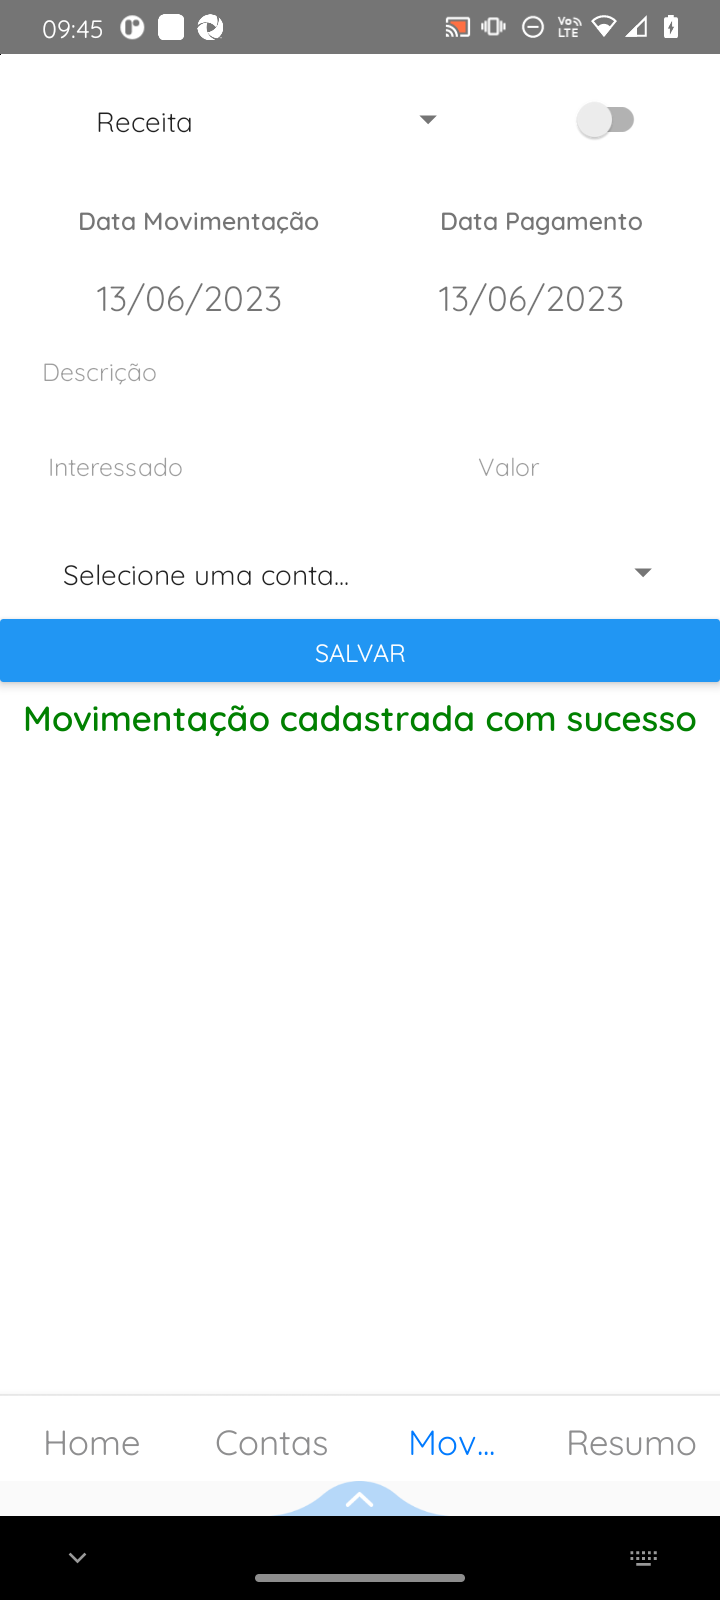 09:45
Receita
Data Movimentação Data Pagamento
13/06/2023 13/06/2023
Descrição
Interessado Valor
Selecione uma conta...
SALVAR
Movimentação cadastrada com sucesso
Home Contas Mov... Resumo